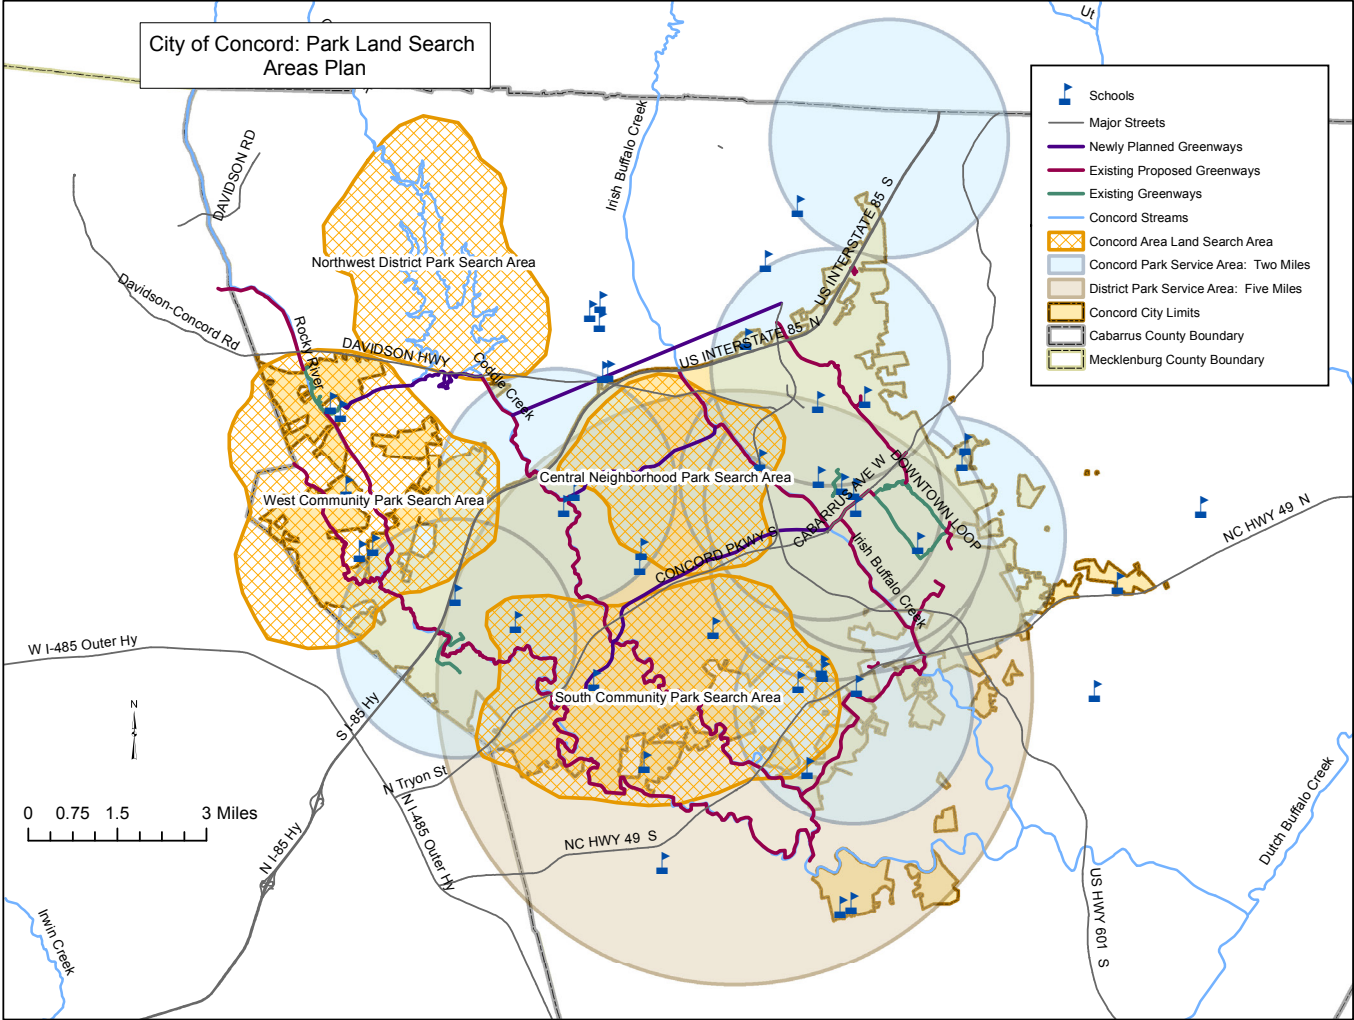 City of Concord: Park Land Search
Areas Plan
Ut
Schools
Major Streets
Newly Planned Greenways
Existing Proposed Greenways
Existing Greenways
Concord Streams
Concord Area Land Search Area
Concord Park Service Area: Two Miles
District Park Service Area: Five Miles
Concord City Limits
Cabarrus County Boundary
Mecklenburg County Boundary
DAVIDSON RD
Irish Buffalo Creek
US INTERSTATE 85 S
Northwest District Park Search Area
Davidson-Concord Rd
Rocky River
DAVIDSON HWY
Coddle Creek
US INTERSTATE 85 N
Central Neighborhood Park Search Area
West Community Park Search Area
CABARRUS AVE W
DOWNTOWN LOOP
NC HWY 49 N
CONCORD PKWY S
Irish Buffalo Creek
W I-485 Outer Hy
South Community Park Search Area
N
S
S I-85 Hy
N Tryon St
N I-485 Outer Hy
0 0.75 1.5 3 Miles
NC HWY 49 S
N I-85 Hy
Dutch Buffalo Creek
US HWY 601 S
Irwin Creek